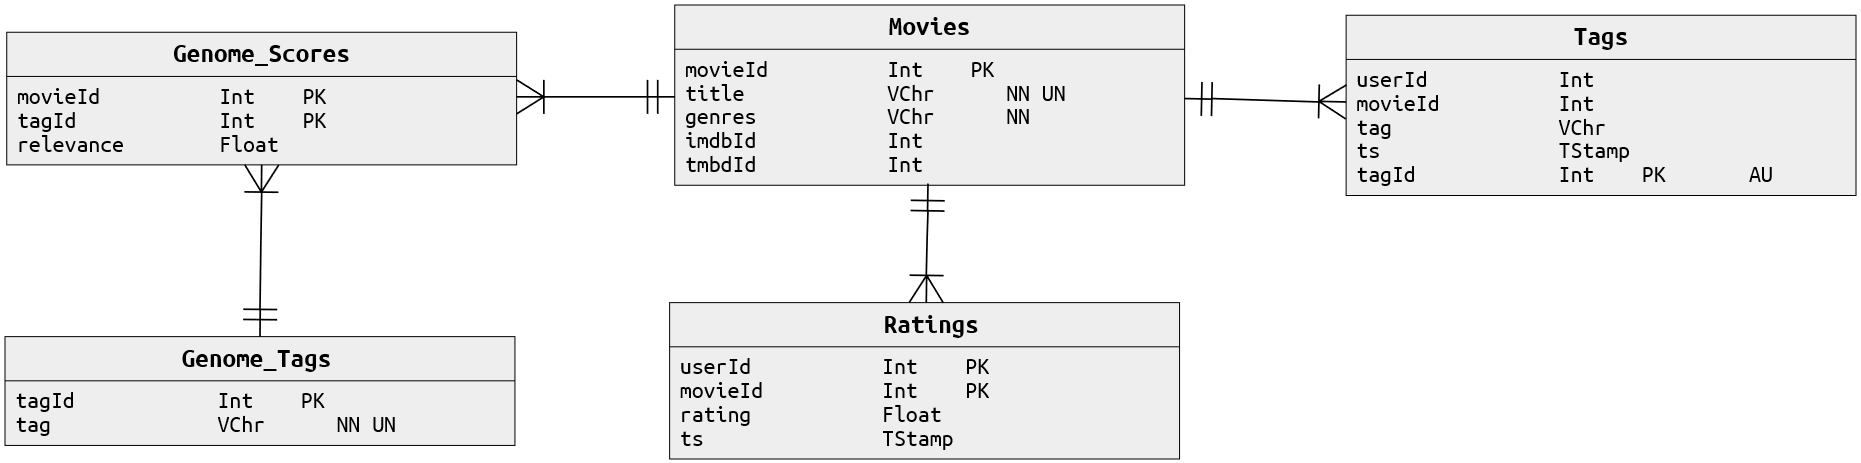 Genome_Scores
movieId Int PK
tagId Int PK
relevance Float
Movies
movieId Int PK
title VChr NN UN
genres VChr NN
imdbId Int
tmbdId Int
Tags
userId Int
movieId Int
tag VChr
ts TStamp
tagId Int PK AU
Genome_Tags
tagId Int PK
tag VChr NN UN
Ratings
userId Int PK
movieId Int PK
rating Float
ts TStamp